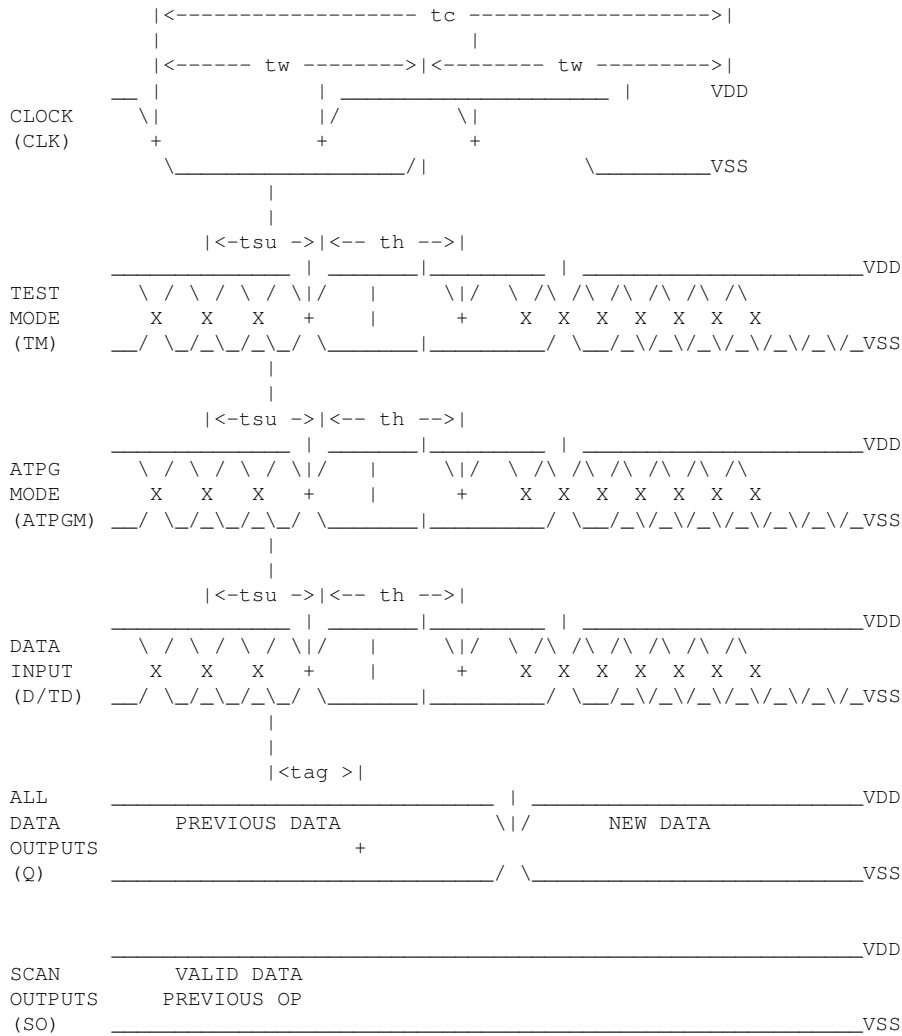 |<------------------- tc ------------------->|
|<------ tw -------->|<-------- tw --------->|
VDD
CLOCK
(CLK)
VSS
|<-tsu ->|<-- th -->|
VDD
TEST
MODE X X X + | + X X X X X X X
(TM) VSS
|<-tsu ->|<-- th -->|
VDD
ATPG
MODE X X X + | + X X X X X X X
(ATPGM) VSS
|<-tsu ->|<-- th -->|
VDD
DATA
INPUT X X X + | + X X X X X X X
(D/TD) VSS
|<tag >|
ALL VDD
DATA PREVIOUS DATA NEW DATA
OUTPUTS
(Q) VSS
VDD
SCAN VALID DATA
OUTPUTS PREVIOUS OP
(SO) VSS